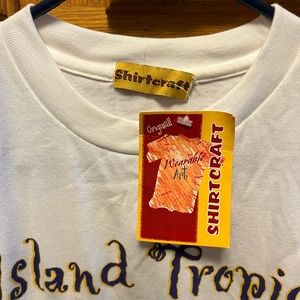 Shirtcraft
Original
Wearable
Art
SHIRTCRAFT
Island Tropic